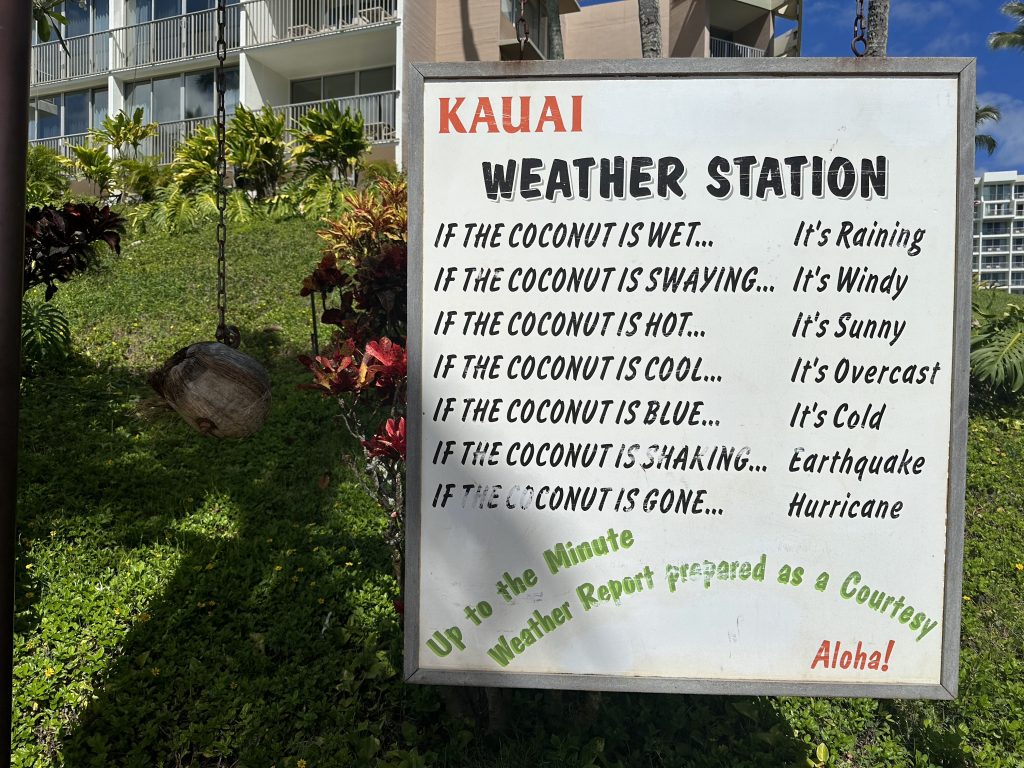 KAUAI
WEATHER STATION
IF THE COCONUT IS WET... It's Raining
IF THE COCONUT IS SWAYING... It's Windy
IF THE COCONUT IS HOT... It's Sunny
IF THE COCONUT IS COOL... It's Overcast
IF THE COCONUT IS BLUE... It's Cold
IF THE COCONUT IS SHAKING... Earthquake
IF THE COCONUT IS GONE... Hurricane
Up to the Minute
Weather Report prepared as a Courtesy
Aloha!